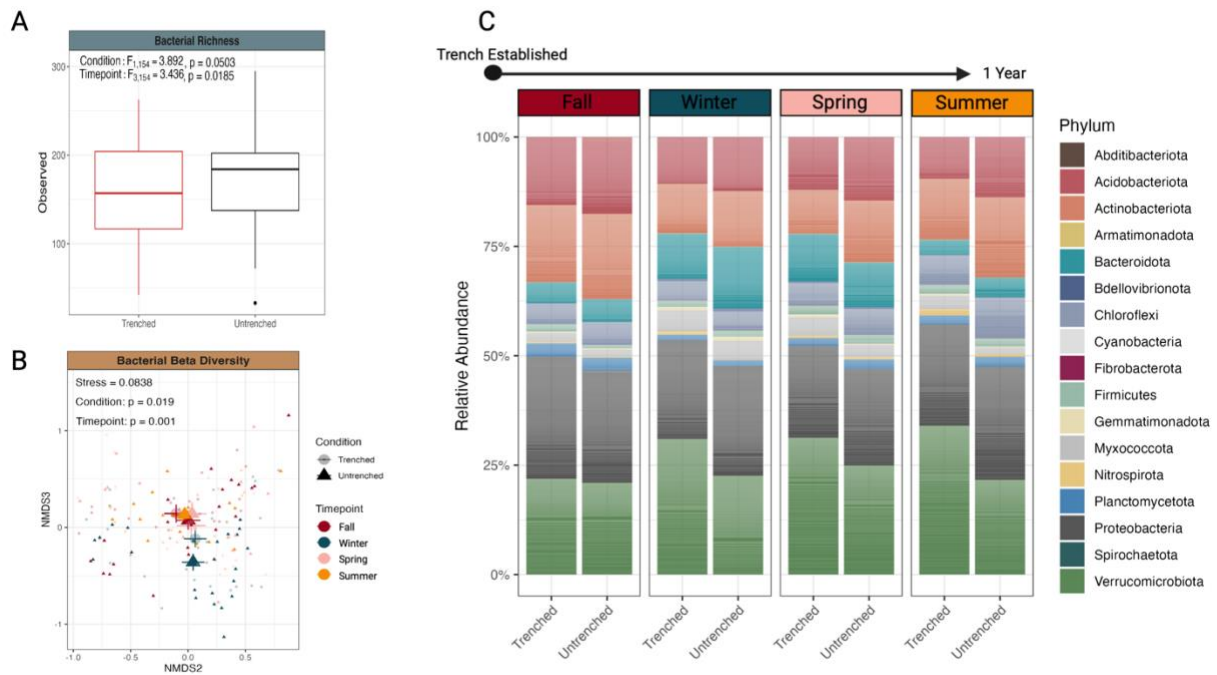 A
Bacterial Richness
Condition : F1,154 = 3.892, p = 0.0503
Timepoint : F3,154 = 3.436, p = 0.0185
300
200
100
Observed
Trenched
Untrenched
B
Bacterial Beta Diversity
Stress = 0.0838
Condition: p = 0.019
Timepoint: p = 0.001
1
0
-1
NMDS3
-1.0
-0.5
0.0
0.5
NMDS2
Condition
Trenched
Untrenched
Timepoint
Fall
Winter
Spring
Summer
C
Trench Established
1 Year
Fall
Winter
Spring
Summer
100%
75%
50%
25%
0%
Relative Abundance
Trenched
Untrenched
Trenched
Untrenched
Trenched
Untrenched
Trenched
Untrenched
Phylum
Abditibacteriota
Acidobacteriota
Actinobacteriota
Armatimonadota
Bacteroidota
Bdellovibrionota
Chloroflexi
Cyanobacteria
Fibrobacterota
Firmicutes
Gemmatimonadota
Myxococcota
Nitrospirota
Planctomycetota
Proteobacteria
Spirochaetota
Verrucomicrobiota